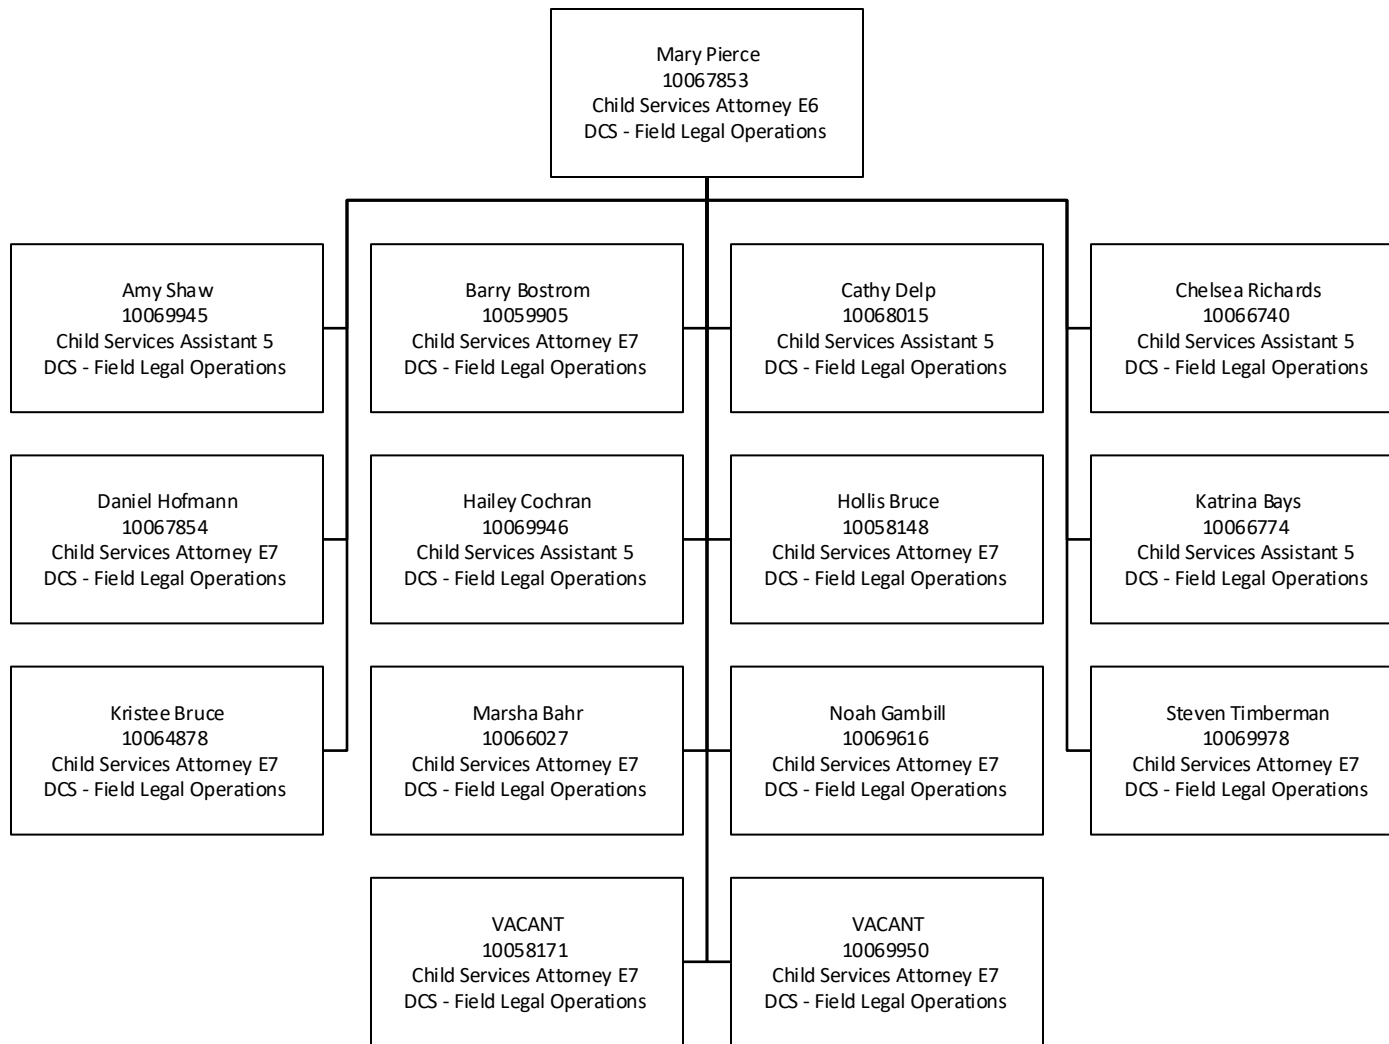 Mary Pierce
10067853
Child Services Attorney E6
DCS - Field Legal Operations
Amy Shaw
10069945
Child Services Assistant 5
DCS - Field Legal Operations
Barry Bostrom
10059905
Child Services Attorney E7
DCS - Field Legal Operations
Cathy Delp
10068015
Child Services Assistant 5
DCS - Field Legal Operations
Chelsea Richards
10066740
Child Services Assistant 5
DCS - Field Legal Operations
Daniel Hofmann
10067854
Child Services Attorney E7
DCS - Field Legal Operations
Hailey Cochran
10069946
Child Services Assistant 5
DCS - Field Legal Operations
Hollis Bruce
10058148
Child Services Attorney E7
DCS - Field Legal Operations
Katrina Bays
10066774
Child Services Assistant 5
DCS - Field Legal Operations
Kristee Bruce
10064878
Child Services Attorney E7
DCS - Field Legal Operations
Marsha Bahr
10066027
Child Services Attorney E7
DCS - Field Legal Operations
Noah Gambill
10069616
Child Services Attorney E7
DCS - Field Legal Operations
Steven Timberman
10069978
Child Services Attorney E7
DCS - Field Legal Operations
VACANT
10058171
Child Services Attorney E7
DCS - Field Legal Operations
VACANT
10069950
Child Services Attorney E7
DCS - Field Legal Operations